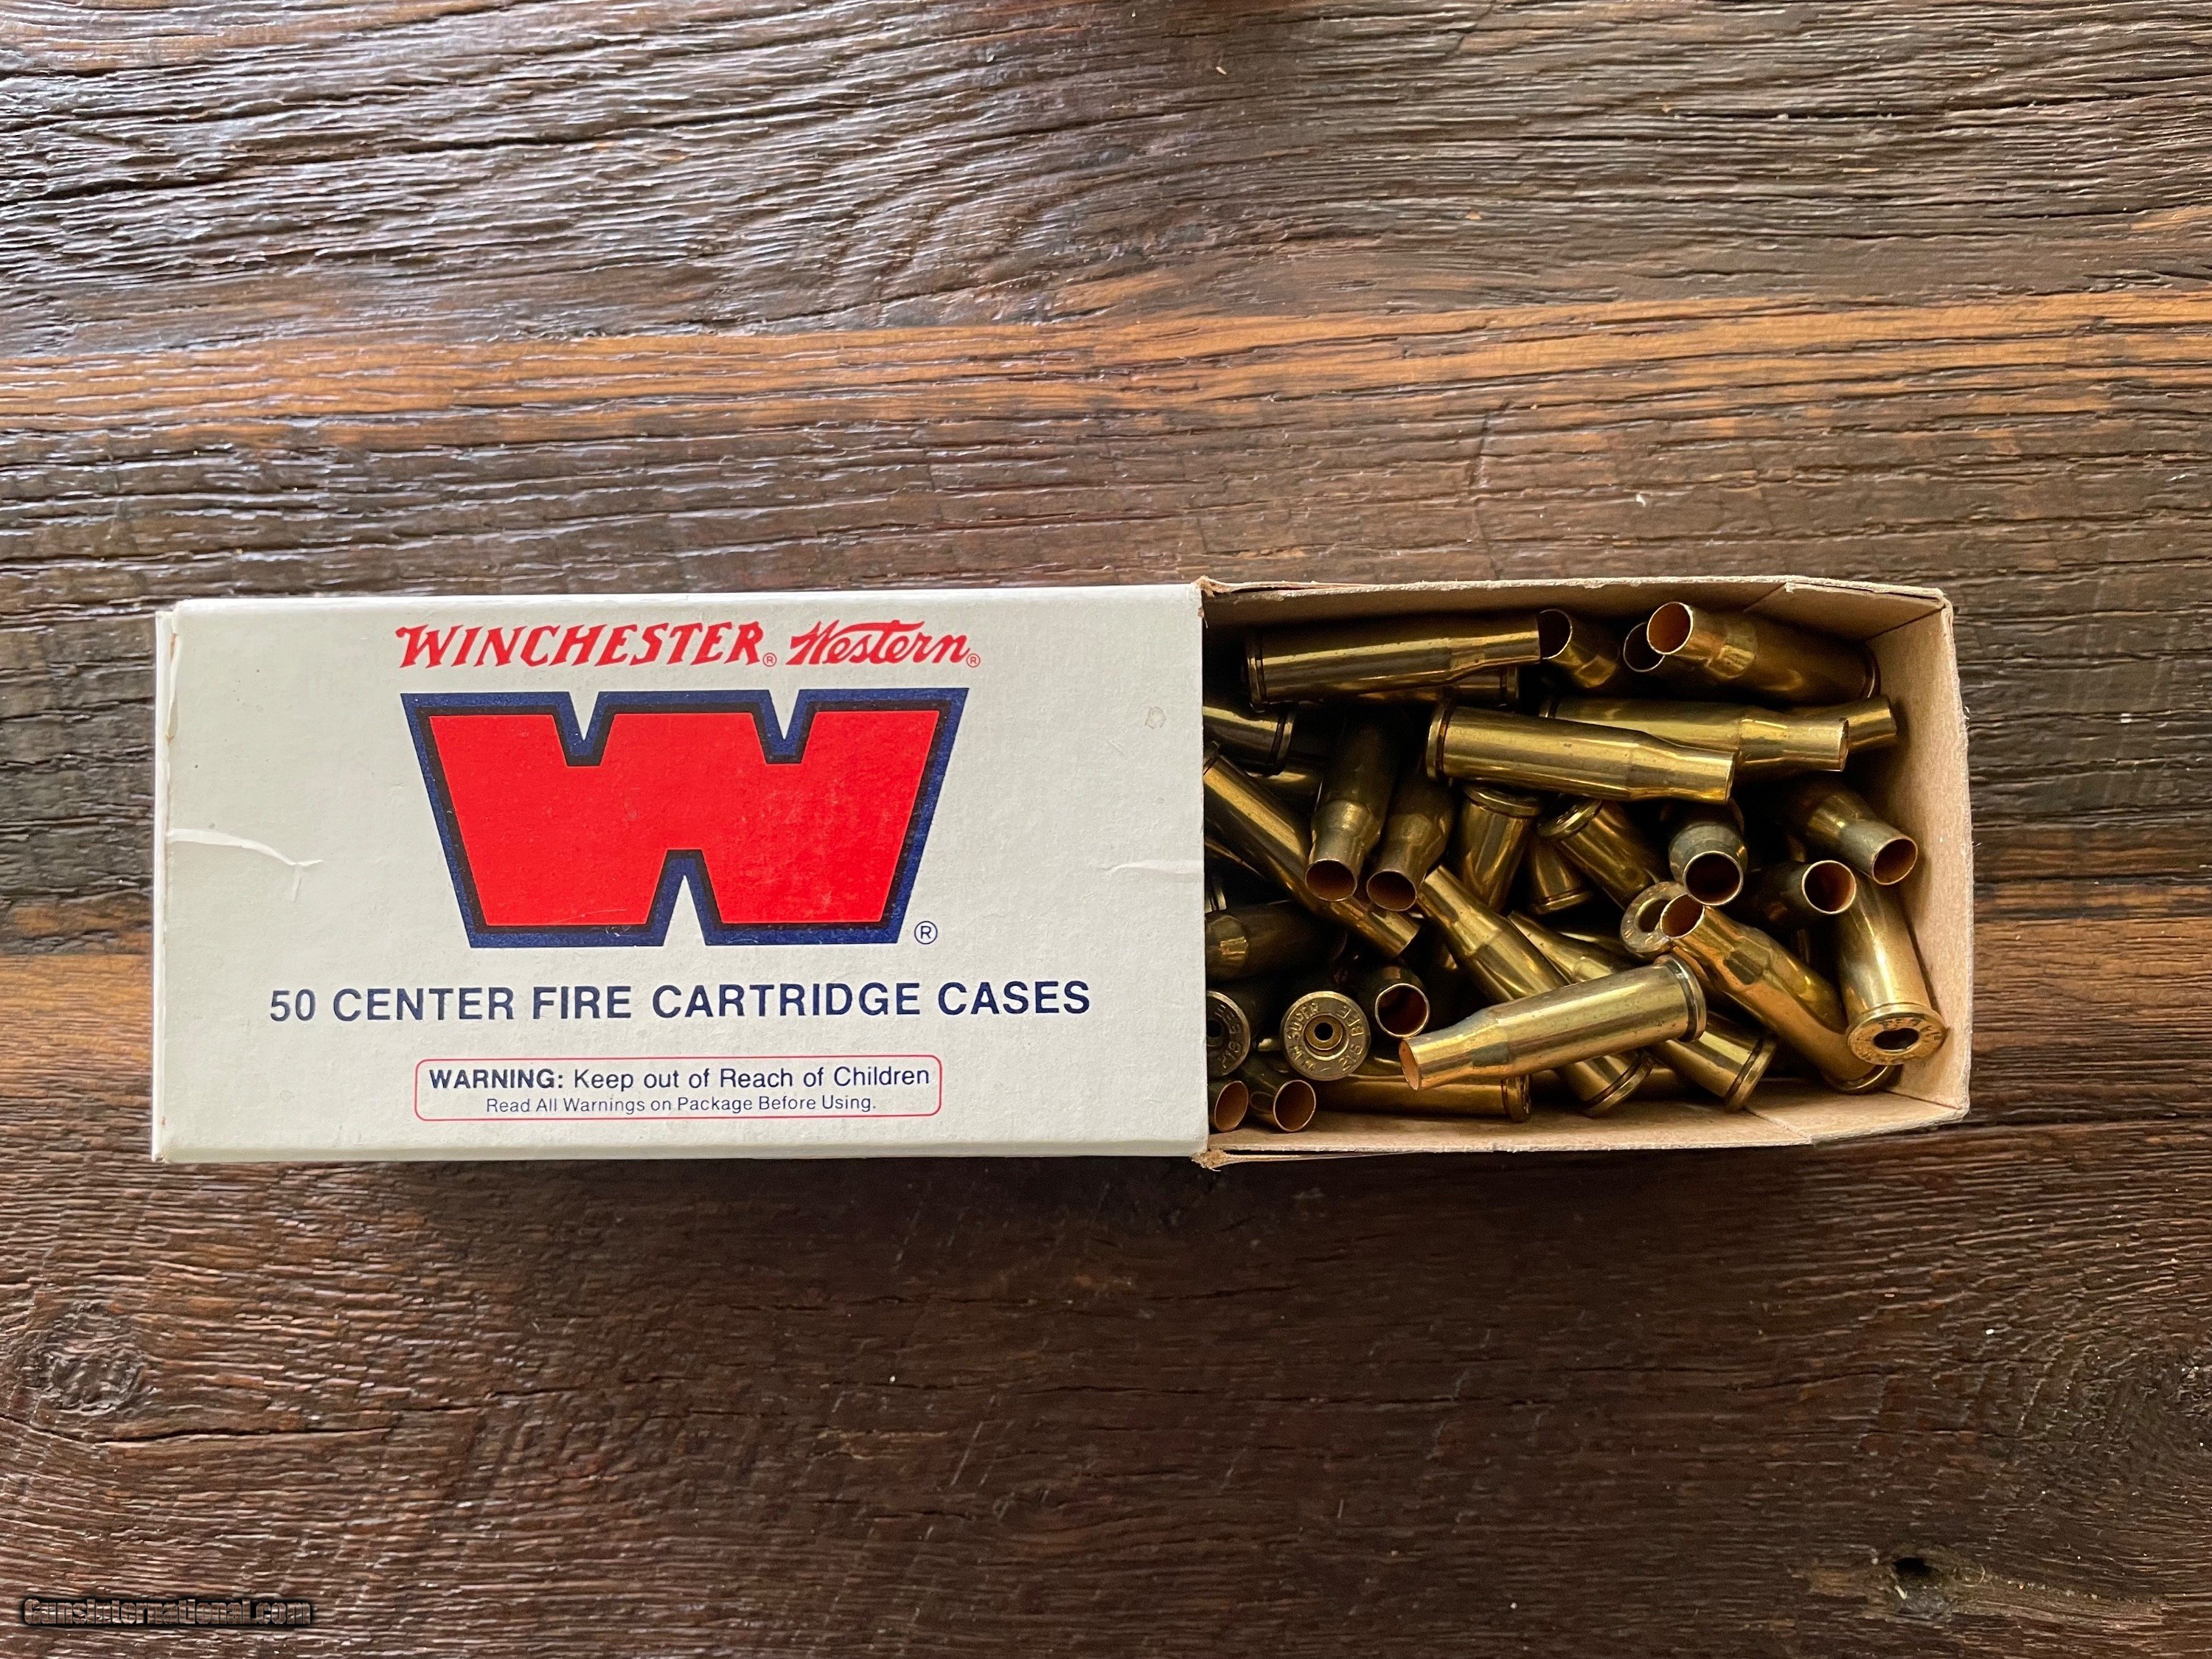 WINCHESTER® Western®
®
50 CENTER FIRE CARTRIDGE CASES
WARNING: Keep out of Reach of Children
Read All Warnings on Package Before Using.
SUPER
GunsInternational.com